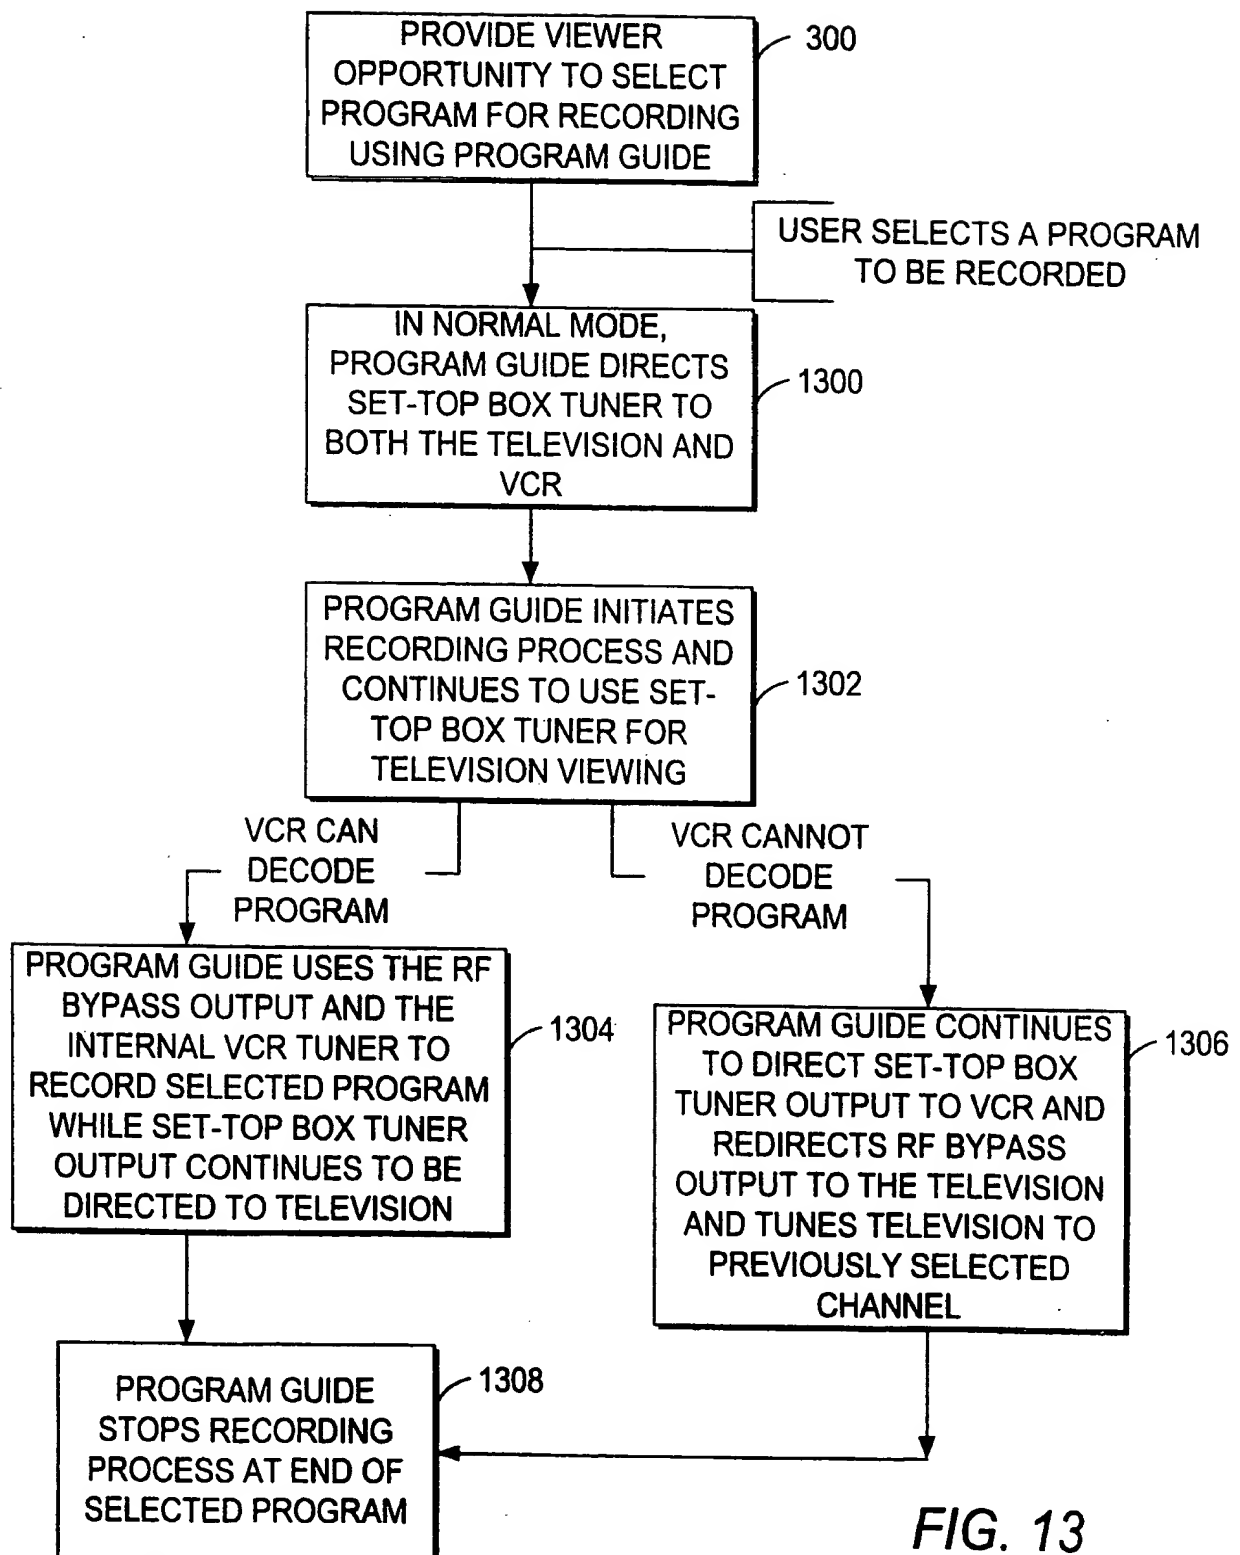 PROVIDE VIEWER
OPPORTUNITY TO SELECT
PROGRAM FOR RECORDING
USING PROGRAM GUIDE
300
USER SELECTS A PROGRAM
TO BE RECORDED
IN NORMAL MODE,
PROGRAM GUIDE DIRECTS
SET-TOP BOX TUNER TO
BOTH THE TELEVISION AND
VCR
1300
PROGRAM GUIDE INITIATES
RECORDING PROCESS AND
CONTINUES TO USE SET-
TOP BOX TUNER FOR
TELEVISION VIEWING
1302
VCR CAN
DECODE
PROGRAM
VCR CANNOT
DECODE
PROGRAM
PROGRAM GUIDE USES THE RF
BYPASS OUTPUT AND THE
INTERNAL VCR TUNER TO
RECORD SELECTED PROGRAM
WHILE SET-TOP BOX TUNER
OUTPUT CONTINUES TO BE
DIRECTED TO TELEVISION
1304
PROGRAM GUIDE CONTINUES
TO DIRECT SET-TOP BOX
TUNER OUTPUT TO VCR AND
REDIRECTS RF BYPASS
OUTPUT TO THE TELEVISION
AND TUNES TELEVISION TO
PREVIOUSLY SELECTED
CHANNEL
1306
PROGRAM GUIDE
STOPS RECORDING
PROCESS AT END OF
SELECTED PROGRAM
1308
FIG. 13